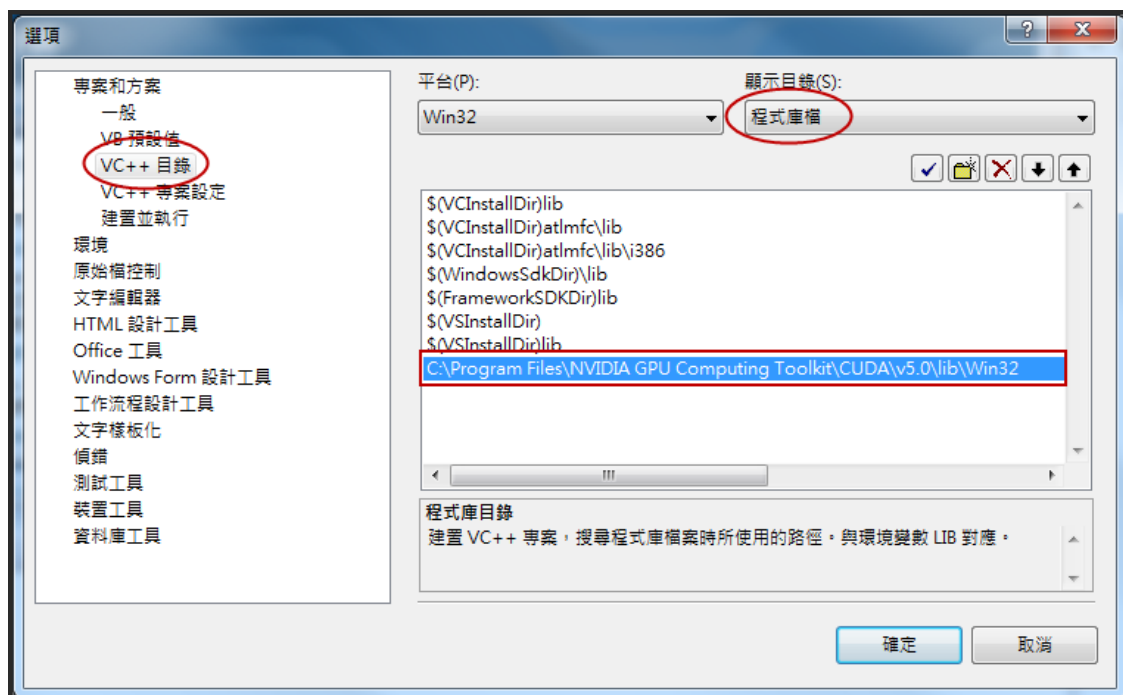 選項
專案和方案
一般
VB 預設值
VC++ 目錄
VC++ 專案設定
建置並執行
環境
原始檔控制
文字編輯器
HTML 設計工具
Office 工具
Windows Form 設計工具
工作流程設計工具
文字樣板化
偵錯
測試工具
裝置工具
資料庫工具
平台(P):
Win32
顯示目錄(S):
程式庫檔
$(VCInstallDir)lib
$(VCInstallDir)atlmfc\lib
$(VCInstallDir)atlmfc\lib\i386
$(WindowsSdkDir)\lib
$(FrameworkSDKDir)lib
$(VSInstallDir)
$(VSInstallDir)lib
C:\Program Files\NVIDIA GPU Computing Toolkit\CUDA\v5.0\lib\Win32
程式庫目錄
建置 VC++ 專案，搜尋程式庫檔案時所使用的路徑。與環境變數 LIB 對應。
確定
取消